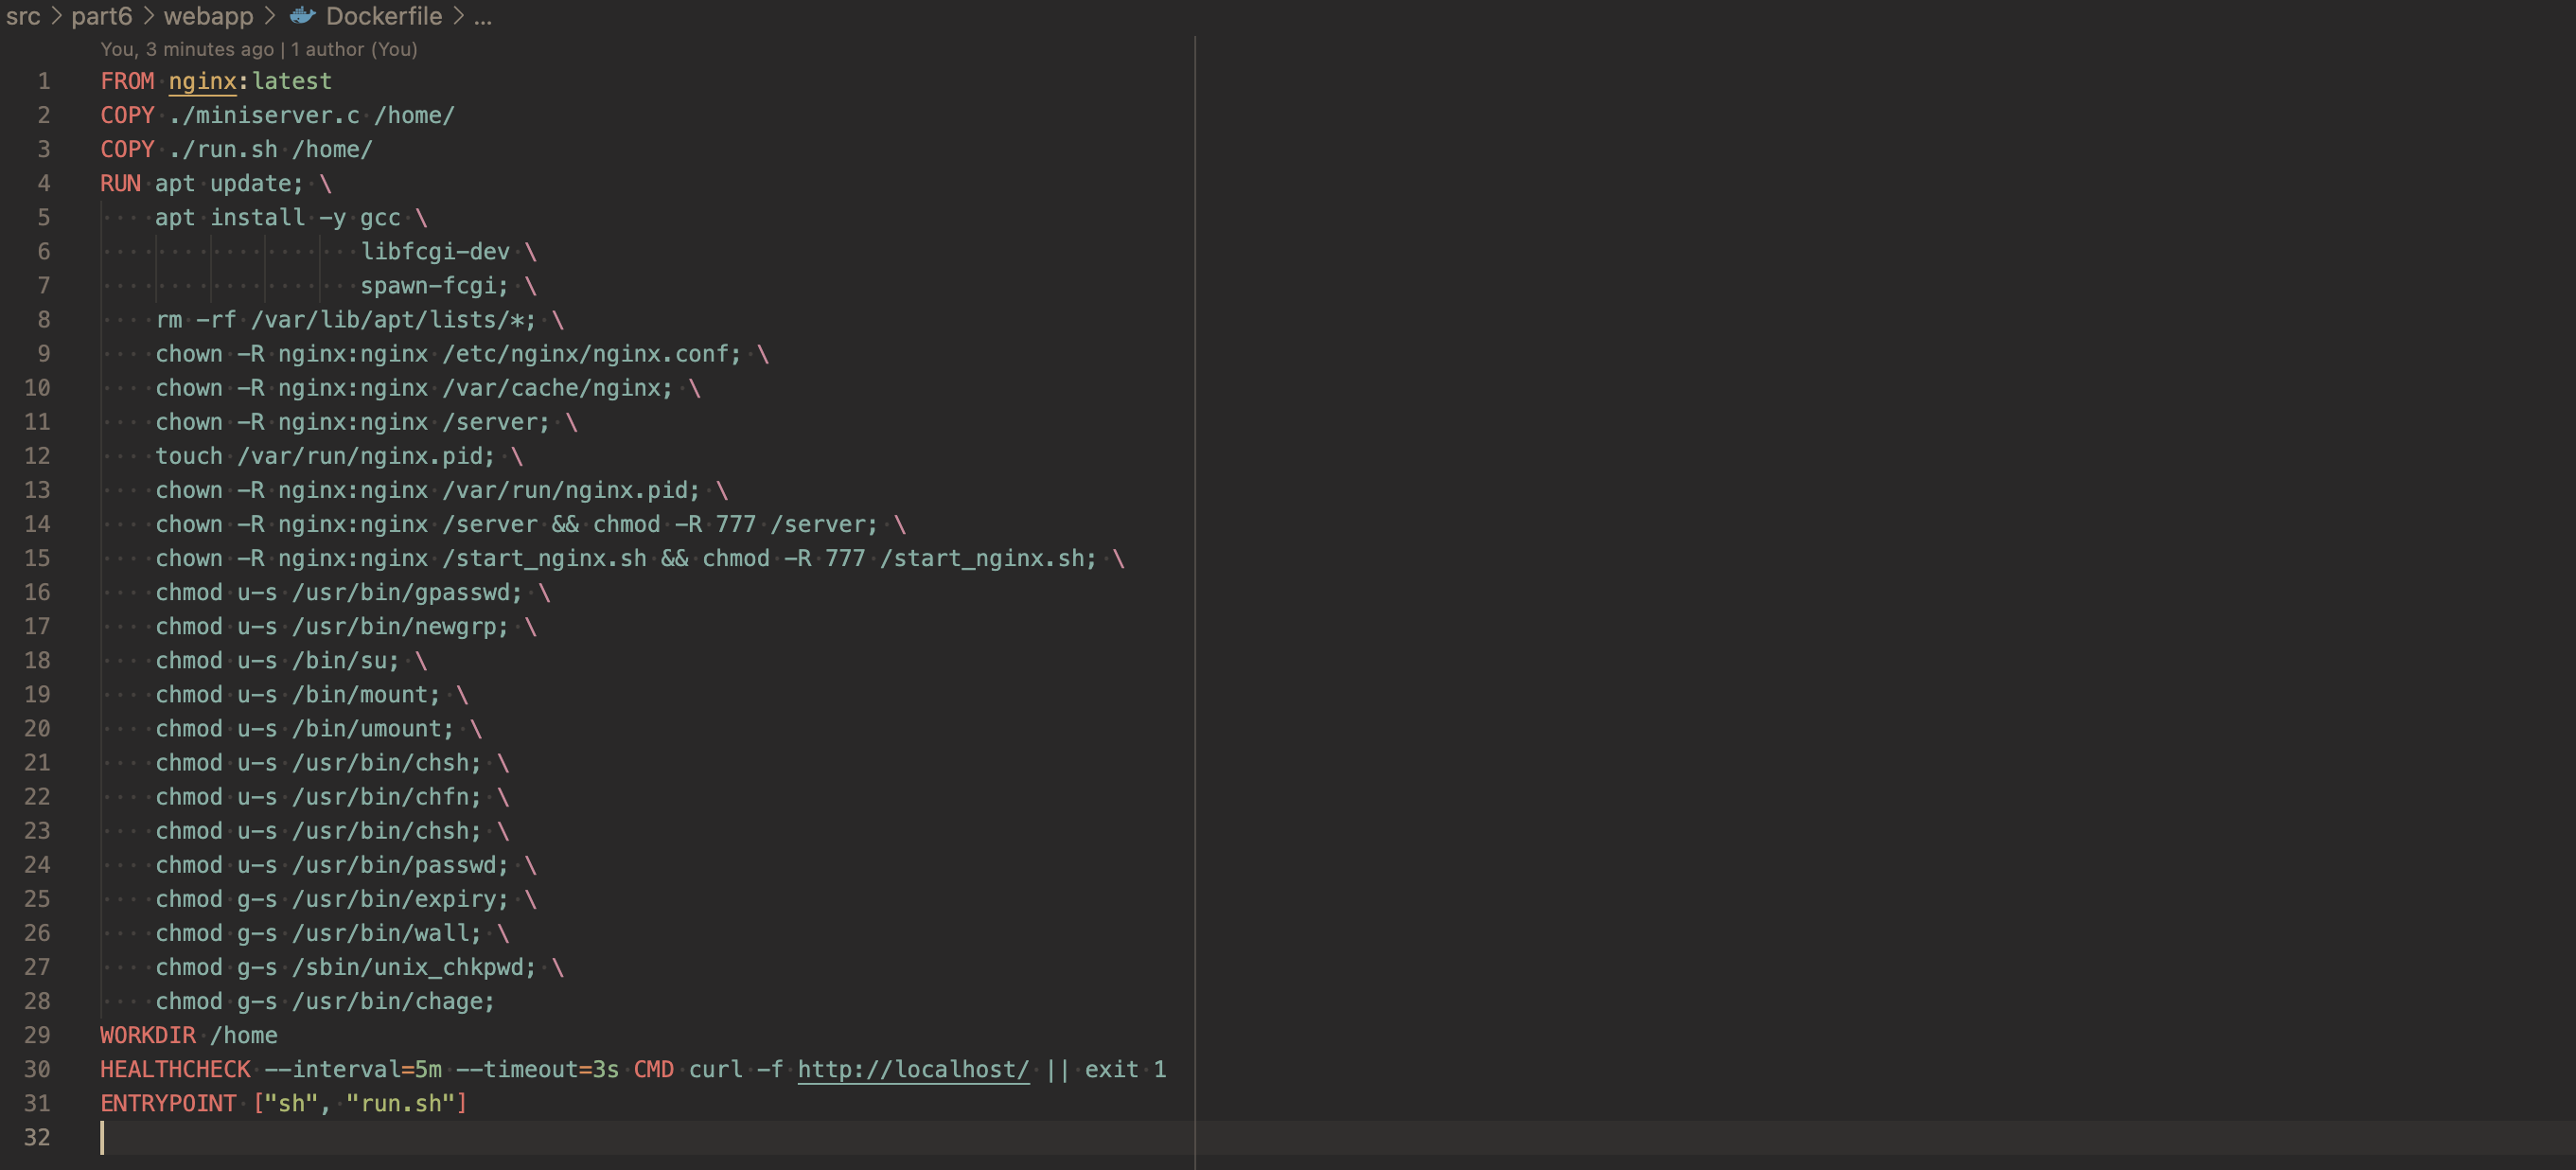 src > part6 > webapp > Dockerfile > ...
You, 3 minutes ago | 1 author (You)
1 FROM nginx:latest
2 COPY ./miniserver.c /home/
3 COPY ./run.sh /home/
4 RUN apt update; \
5     apt install -y gcc \
6                    libfcgi-dev \
7                    spawn-fcgi; \
8     rm -rf /var/lib/apt/lists/*; \
9     chown -R nginx:nginx /etc/nginx/nginx.conf; \
10     chown -R nginx:nginx /var/cache/nginx; \
11     chown -R nginx:nginx /server; \
12     touch /var/run/nginx.pid; \
13     chown -R nginx:nginx /var/run/nginx.pid; \
14     chown -R nginx:nginx /server && chmod -R 777 /server; \
15     chown -R nginx:nginx /start_nginx.sh && chmod -R 777 /start_nginx.sh; \
16     chmod u-s /usr/bin/gpasswd; \
17     chmod u-s /usr/bin/newgrp; \
18     chmod u-s /bin/su; \
19     chmod u-s /bin/mount; \
20     chmod u-s /bin/umount; \
21     chmod u-s /usr/bin/chsh; \
22     chmod u-s /usr/bin/chfn; \
23     chmod u-s /usr/bin/chsh; \
24     chmod u-s /usr/bin/passwd; \
25     chmod g-s /usr/bin/expiry; \
26     chmod g-s /usr/bin/wall; \
27     chmod g-s /sbin/unix_chkpwd; \
28     chmod g-s /usr/bin/chage;
29 WORKDIR /home
30 HEALTHCHECK --interval=5m --timeout=3s CMD curl -f http://localhost/ || exit 1
31 ENTRYPOINT ["sh", "run.sh"]
32